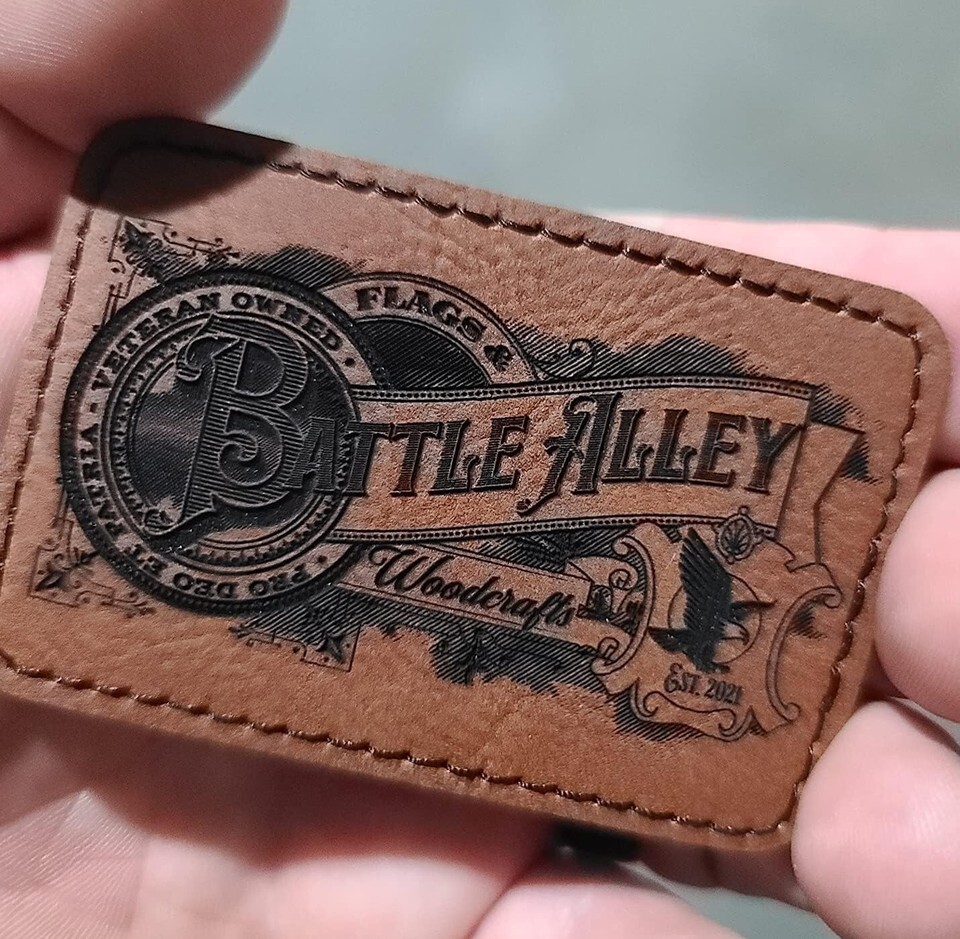 VETERAN OWNED · PRO DEO ET PATRIA -
FLAGS &
BATTLE ALLEY
Woodcrafts
EST. 2021